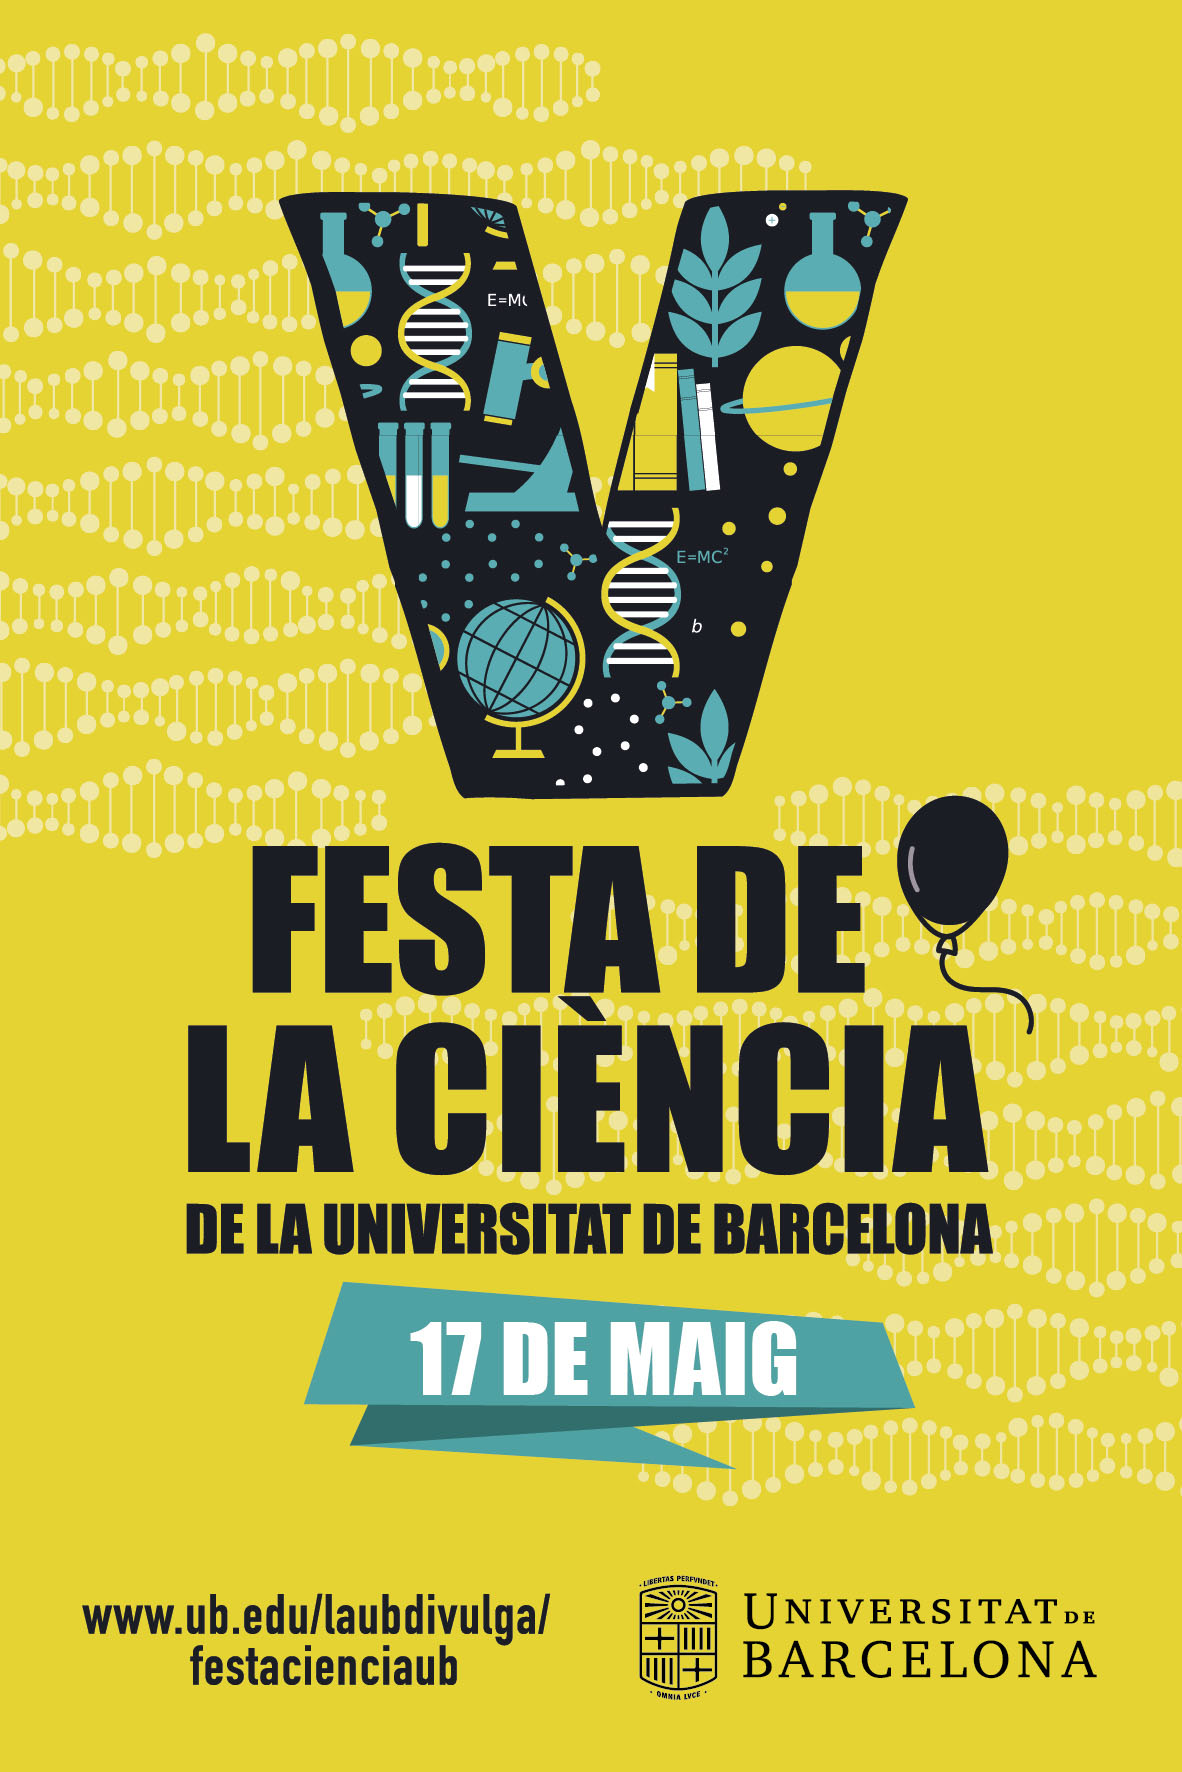 V
E=MC
E=MC²
b
FESTA DE
LA CIÈNCIA
DE LA UNIVERSITAT DE BARCELONA
17 DE MAIG
www.ub.edu/laubdivulga/
festacienciaub
LIBERTAS PERFVNDET
OMNIA LVCE
UNIVERSITAT DE
BARCELONA